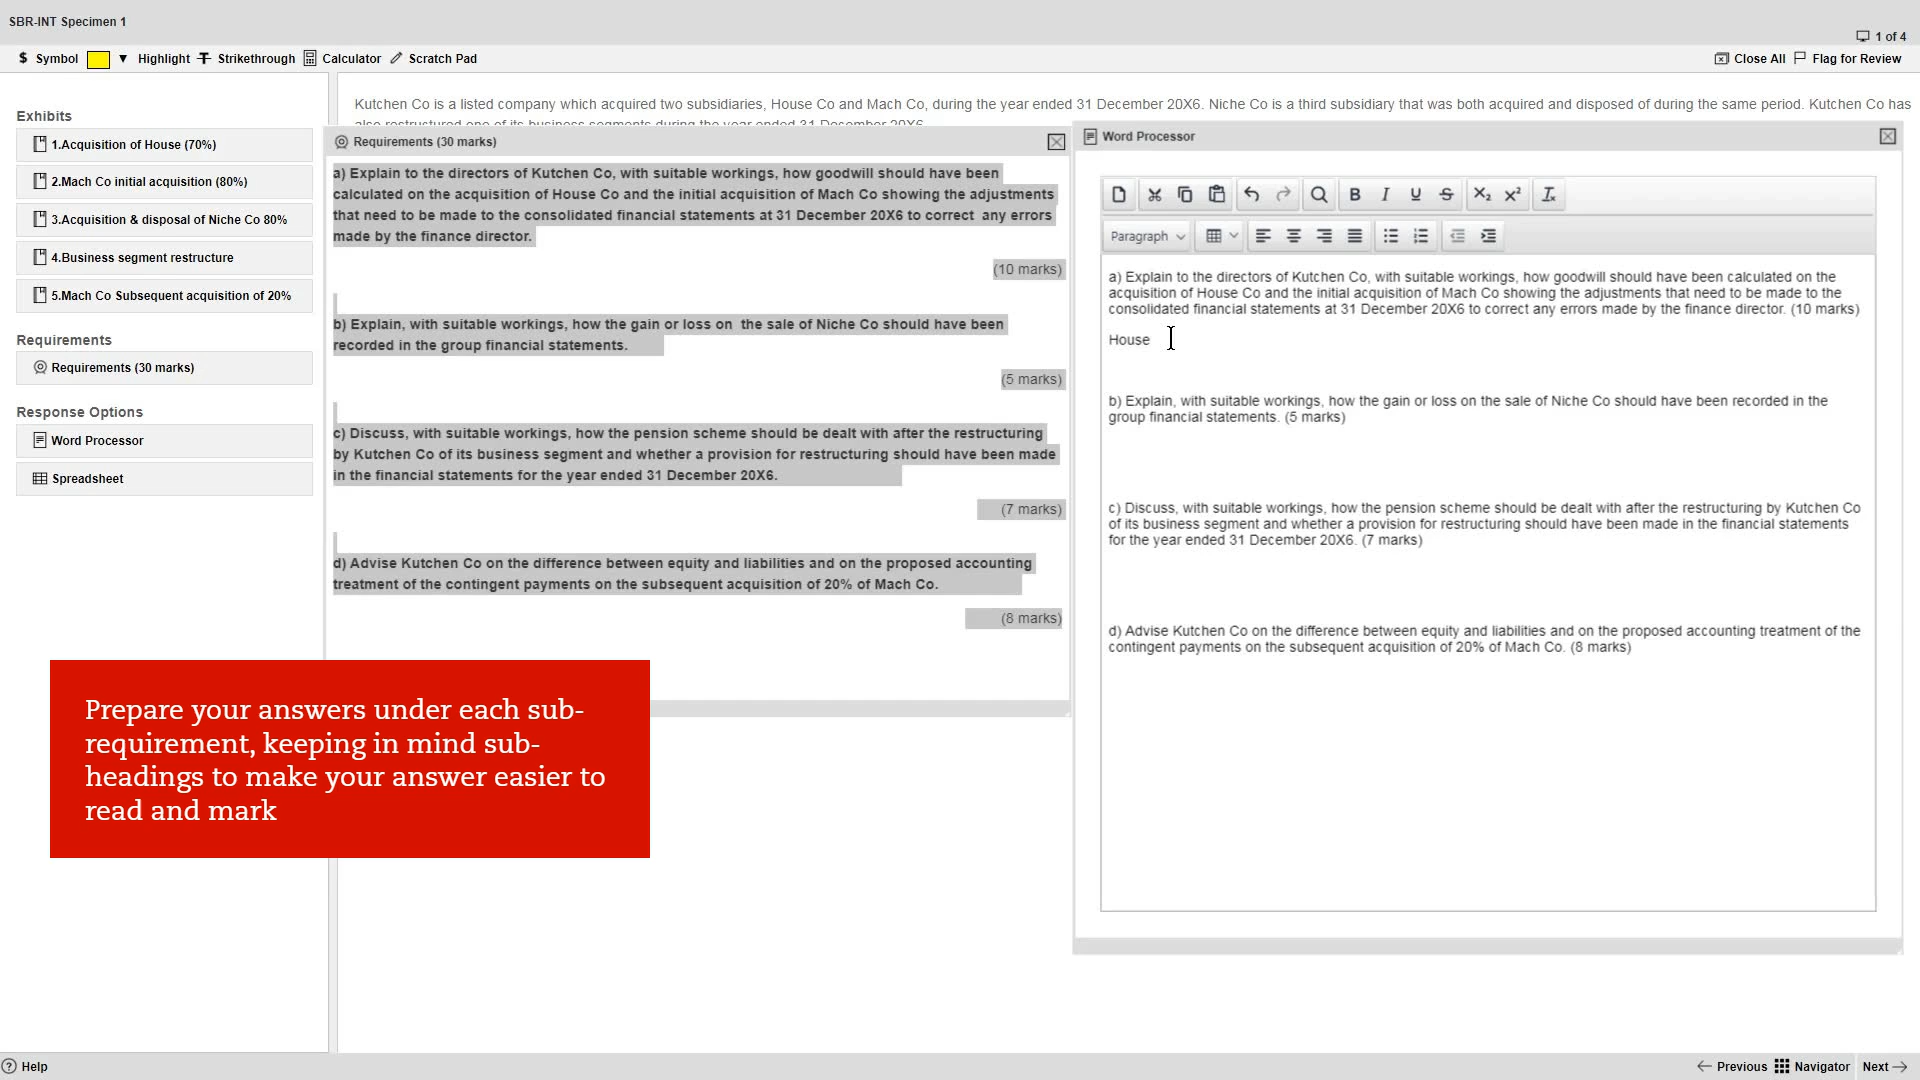 SBR-INT Specimen 1
1 of 4
$ Symbol Highlight Strikethrough Calculator Scratch Pad
Close All Flag for Review
Exhibits
1.Acquisition of House (70%)
2.Mach Co initial acquisition (80%)
3.Acquisition & disposal of Niche Co 80%
4.Business segment restructure
5.Mach Co Subsequent acquisition of 20%
Requirements
Requirements (30 marks)
Response Options
Word Processor
Spreadsheet
Kutchen Co is a listed company which acquired two subsidiaries, House Co and Mach Co, during the year ended 31 December 20X6. Niche Co is a third subsidiary that was both acquired and disposed of during the same period. Kutchen Co has
also restructured one of its business segments during the year ended 31 December 20X6.
Requirements (30 marks)
a) Explain to the directors of Kutchen Co, with suitable workings, how goodwill should have been
calculated on the acquisition of House Co and the initial acquisition of Mach Co showing the adjustments
that need to be made to the consolidated financial statements at 31 December 20X6 to correct any errors
made by the finance director.
(10 marks)
b) Explain, with suitable workings, how the gain or loss on the sale of Niche Co should have been
recorded in the group financial statements.
(5 marks)
c) Discuss, with suitable workings, how the pension scheme should be dealt with after the restructuring
by Kutchen Co of its business segment and whether a provision for restructuring should have been made
in the financial statements for the year ended 31 December 20X6.
(7 marks)
d) Advise Kutchen Co on the difference between equity and liabilities and on the proposed accounting
treatment of the contingent payments on the subsequent acquisition of 20% of Mach Co.
(8 marks)
Word Processor
Paragraph
a) Explain to the directors of Kutchen Co, with suitable workings, how goodwill should have been calculated on the
acquisition of House Co and the initial acquisition of Mach Co showing the adjustments that need to be made to the
consolidated financial statements at 31 December 20X6 to correct any errors made by the finance director. (10 marks)
House
b) Explain, with suitable workings, how the gain or loss on the sale of Niche Co should have been recorded in the
group financial statements. (5 marks)
c) Discuss, with suitable workings, how the pension scheme should be dealt with after the restructuring by Kutchen Co
of its business segment and whether a provision for restructuring should have been made in the financial statements
for the year ended 31 December 20X6. (7 marks)
d) Advise Kutchen Co on the difference between equity and liabilities and on the proposed accounting treatment of the
contingent payments on the subsequent acquisition of 20% of Mach Co. (8 marks)
Prepare your answers under each sub-
requirement, keeping in mind sub-
headings to make your answer easier to
read and mark
Help
Previous Navigator Next